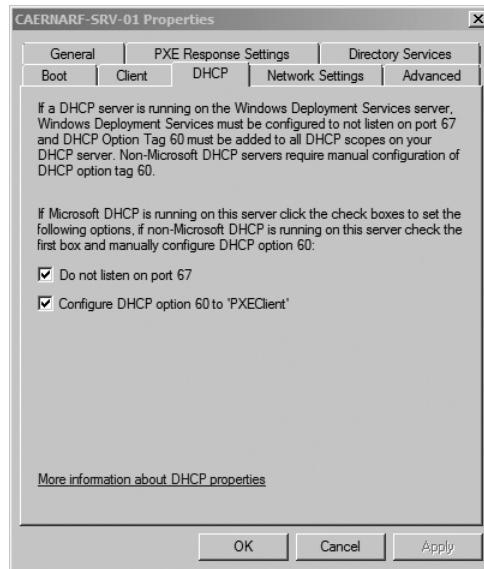 CAERNARF-SRV-01 Properties
General PXE Response Settings Directory Services
Boot Client DHCP Network Settings Advanced
If a DHCP server is running on the Windows Deployment Services server,
Windows Deployment Services must be configured to not listen on port 67
and DHCP Option Tag 60 must be added to all DHCP scopes on your
DHCP server. Non-Microsoft DHCP servers require manual configuration of
DHCP option tag 60.
If Microsoft DHCP is running on this server click the check boxes to set the
following options, if non-Microsoft DHCP is running on this server check the
first box and manually configure DHCP option 60:
Do not listen on port 67
Configure DHCP option 60 to 'PXEClient'
More information about DHCP properties
OK Cancel Apply